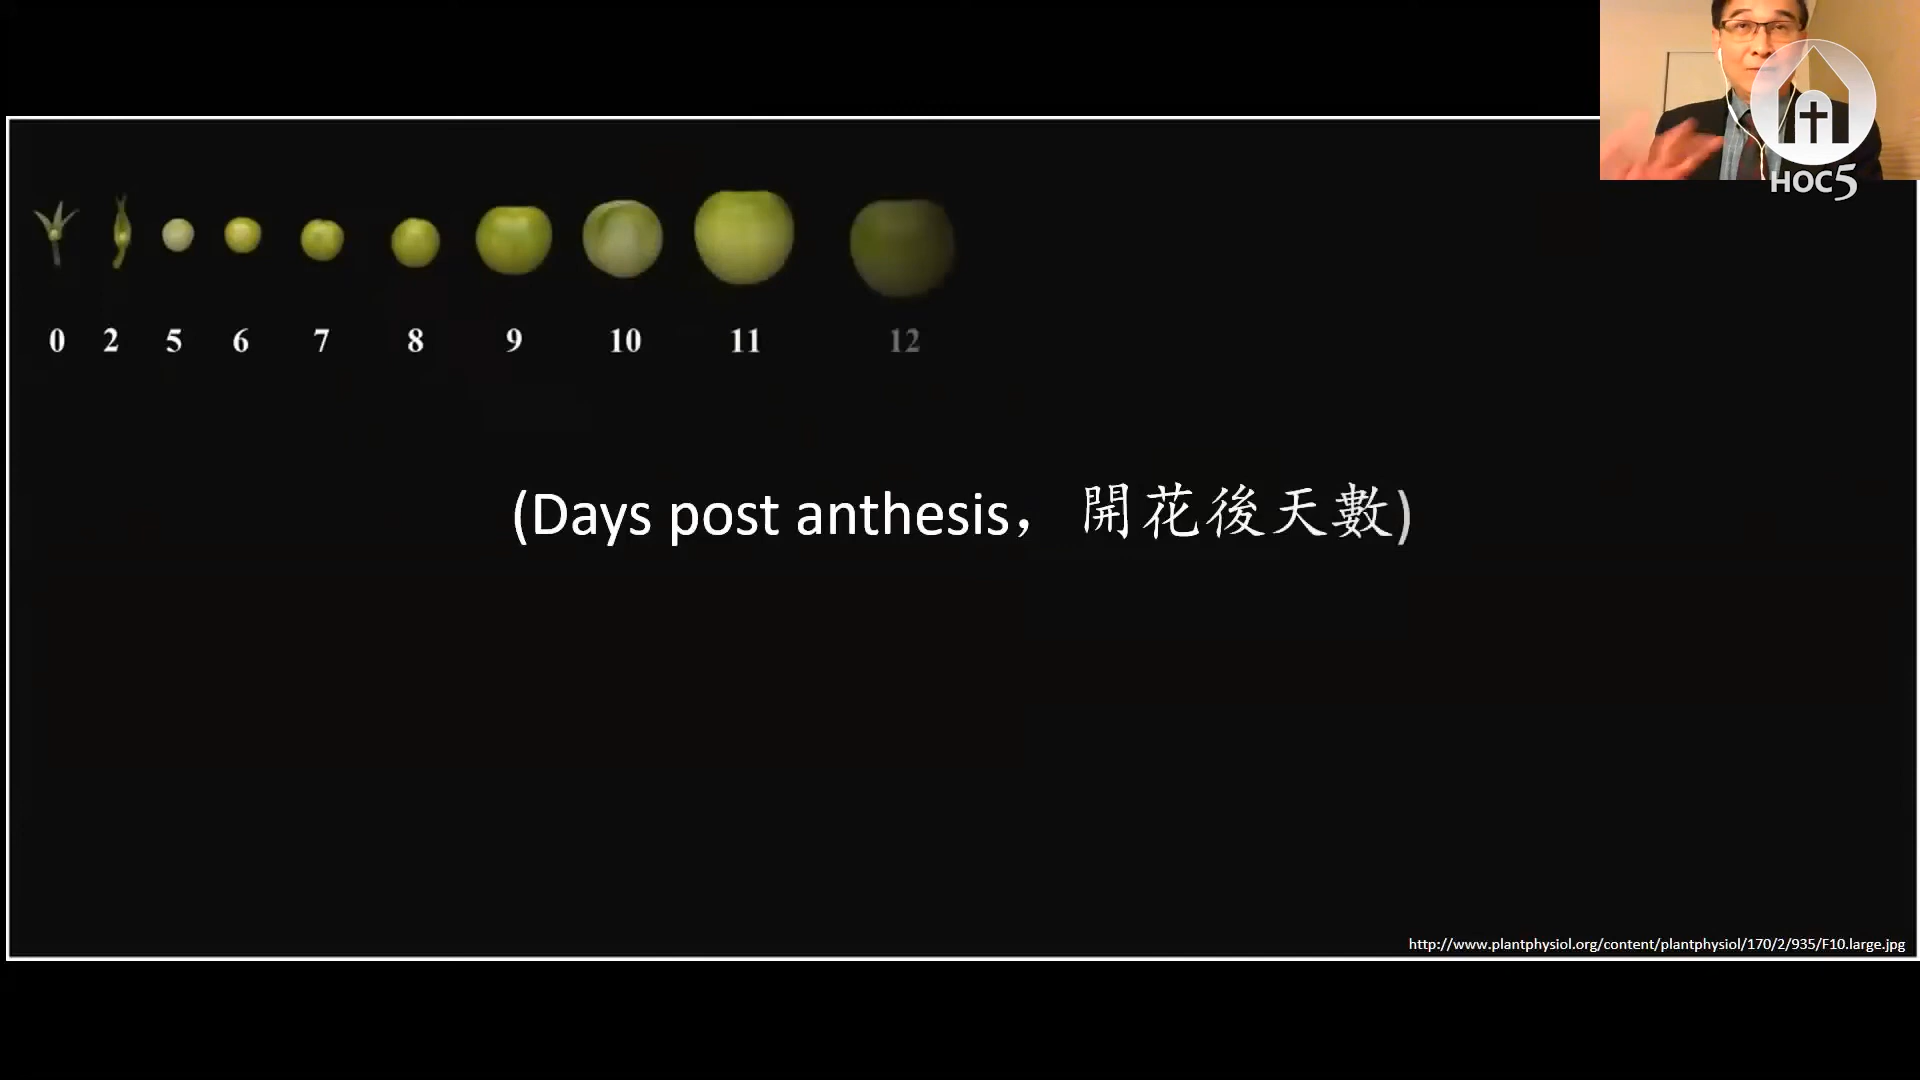 HOC5
0 2 5 6 7 8 9 10 11 12
(Days post anthesis，開花後天數)
http://www.plantphysiol.org/content/plantphysiol/170/2/935/F10.large.jpg